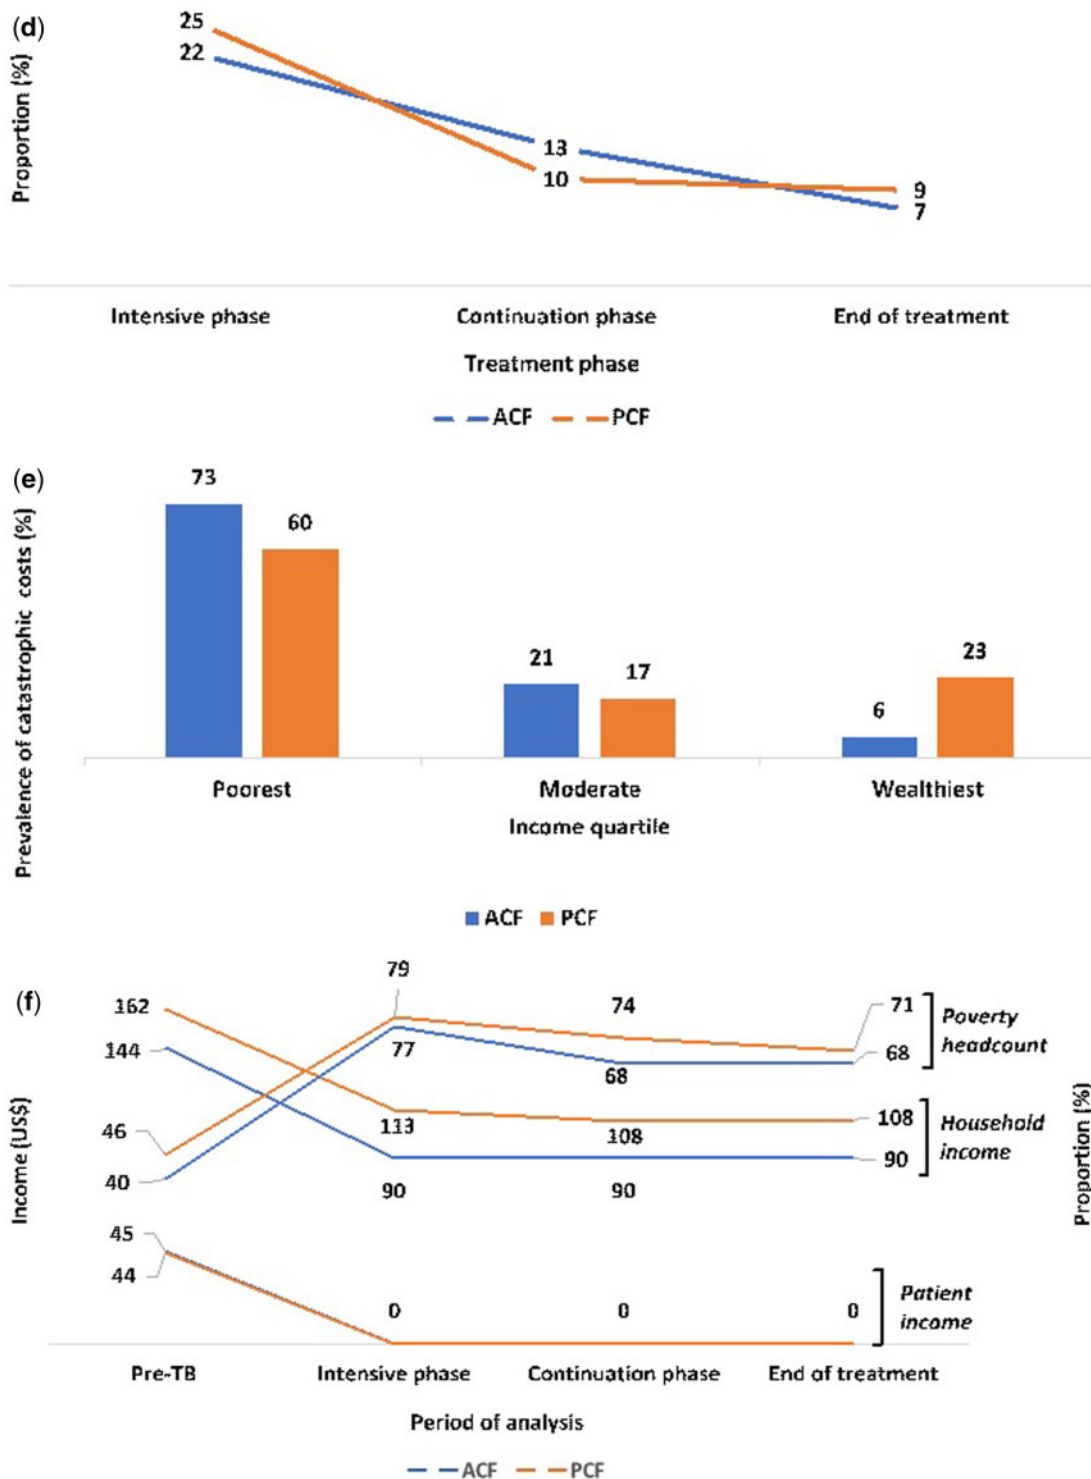 (d)
Proportion (%)
25
22
13
10
9
7
Intensive phase Continuation phase End of treatment
Treatment phase
ACF PCF
(e)
Prevalence of catastrophic costs (%)
73
60
21
17
6
23
Poorest Moderate Wealthiest
Income quartile
ACF PCF
(f)
Income (US$)
Proportion (%)
162
144
46
40
45
44
79
77
113
90
0
74
68
108
90
0
71
68
108
90
0
Poverty
headcount
Household
income
Patient
income
Pre-TB Intensive phase Continuation phase End of treatment
Period of analysis
ACF PCF